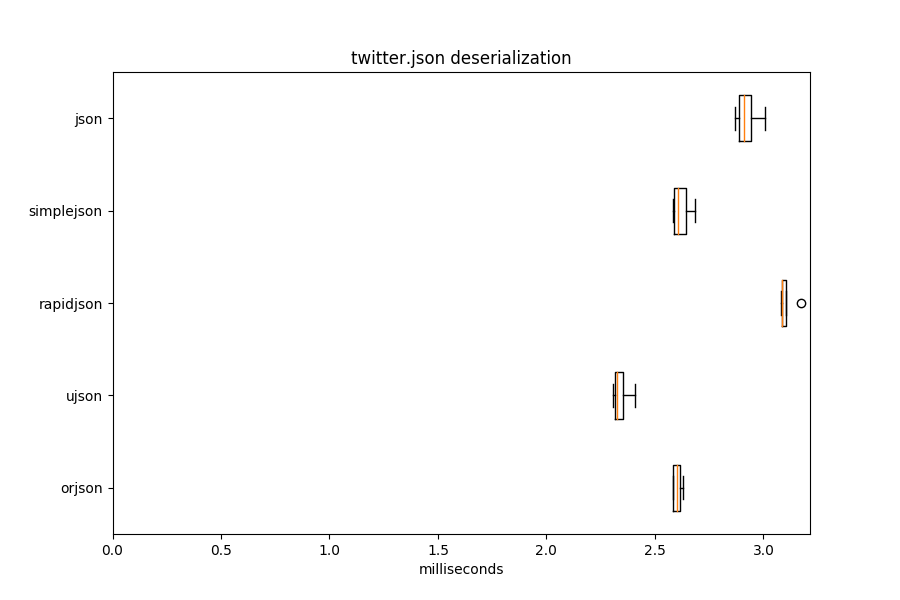 twitter.json deserialization
json
simplejson
rapidjson
ujson
orjson
0.0 0.5 1.0 1.5 2.0 2.5 3.0
milliseconds